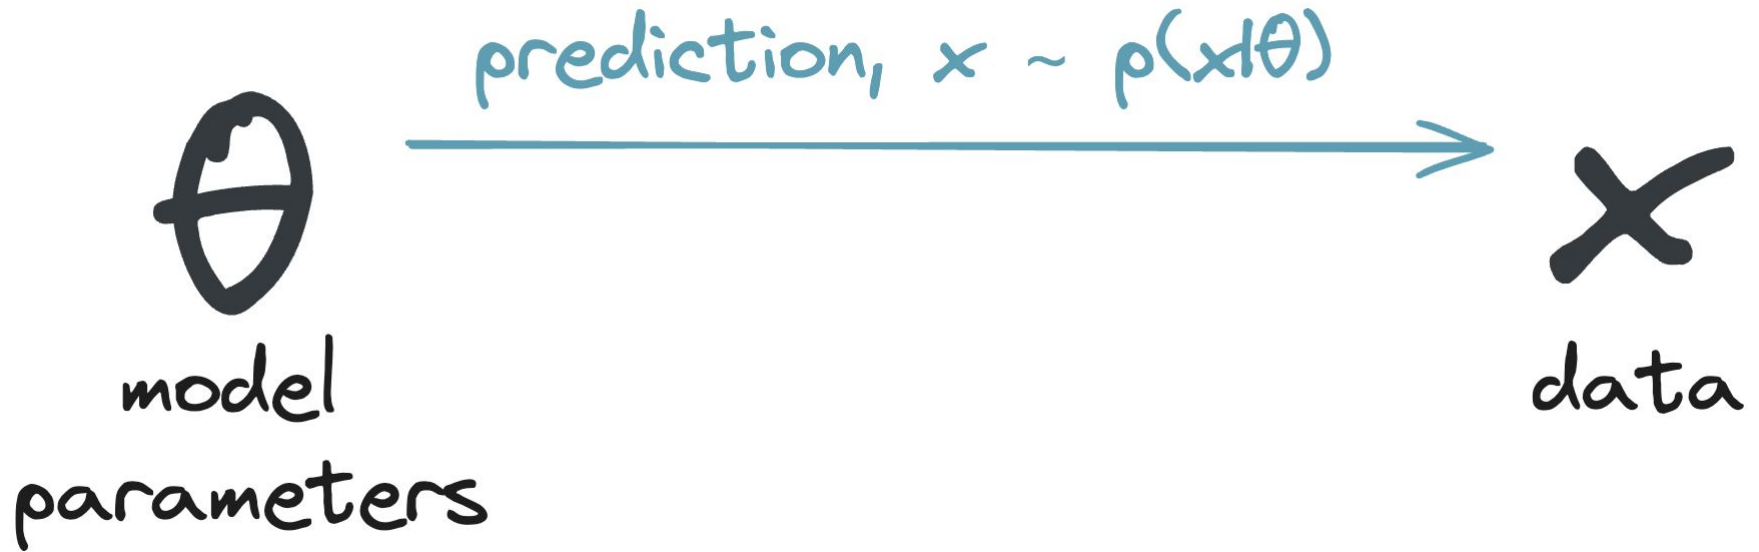 prediction, x ~ p(x|θ)
θ
x
model
parameters
data